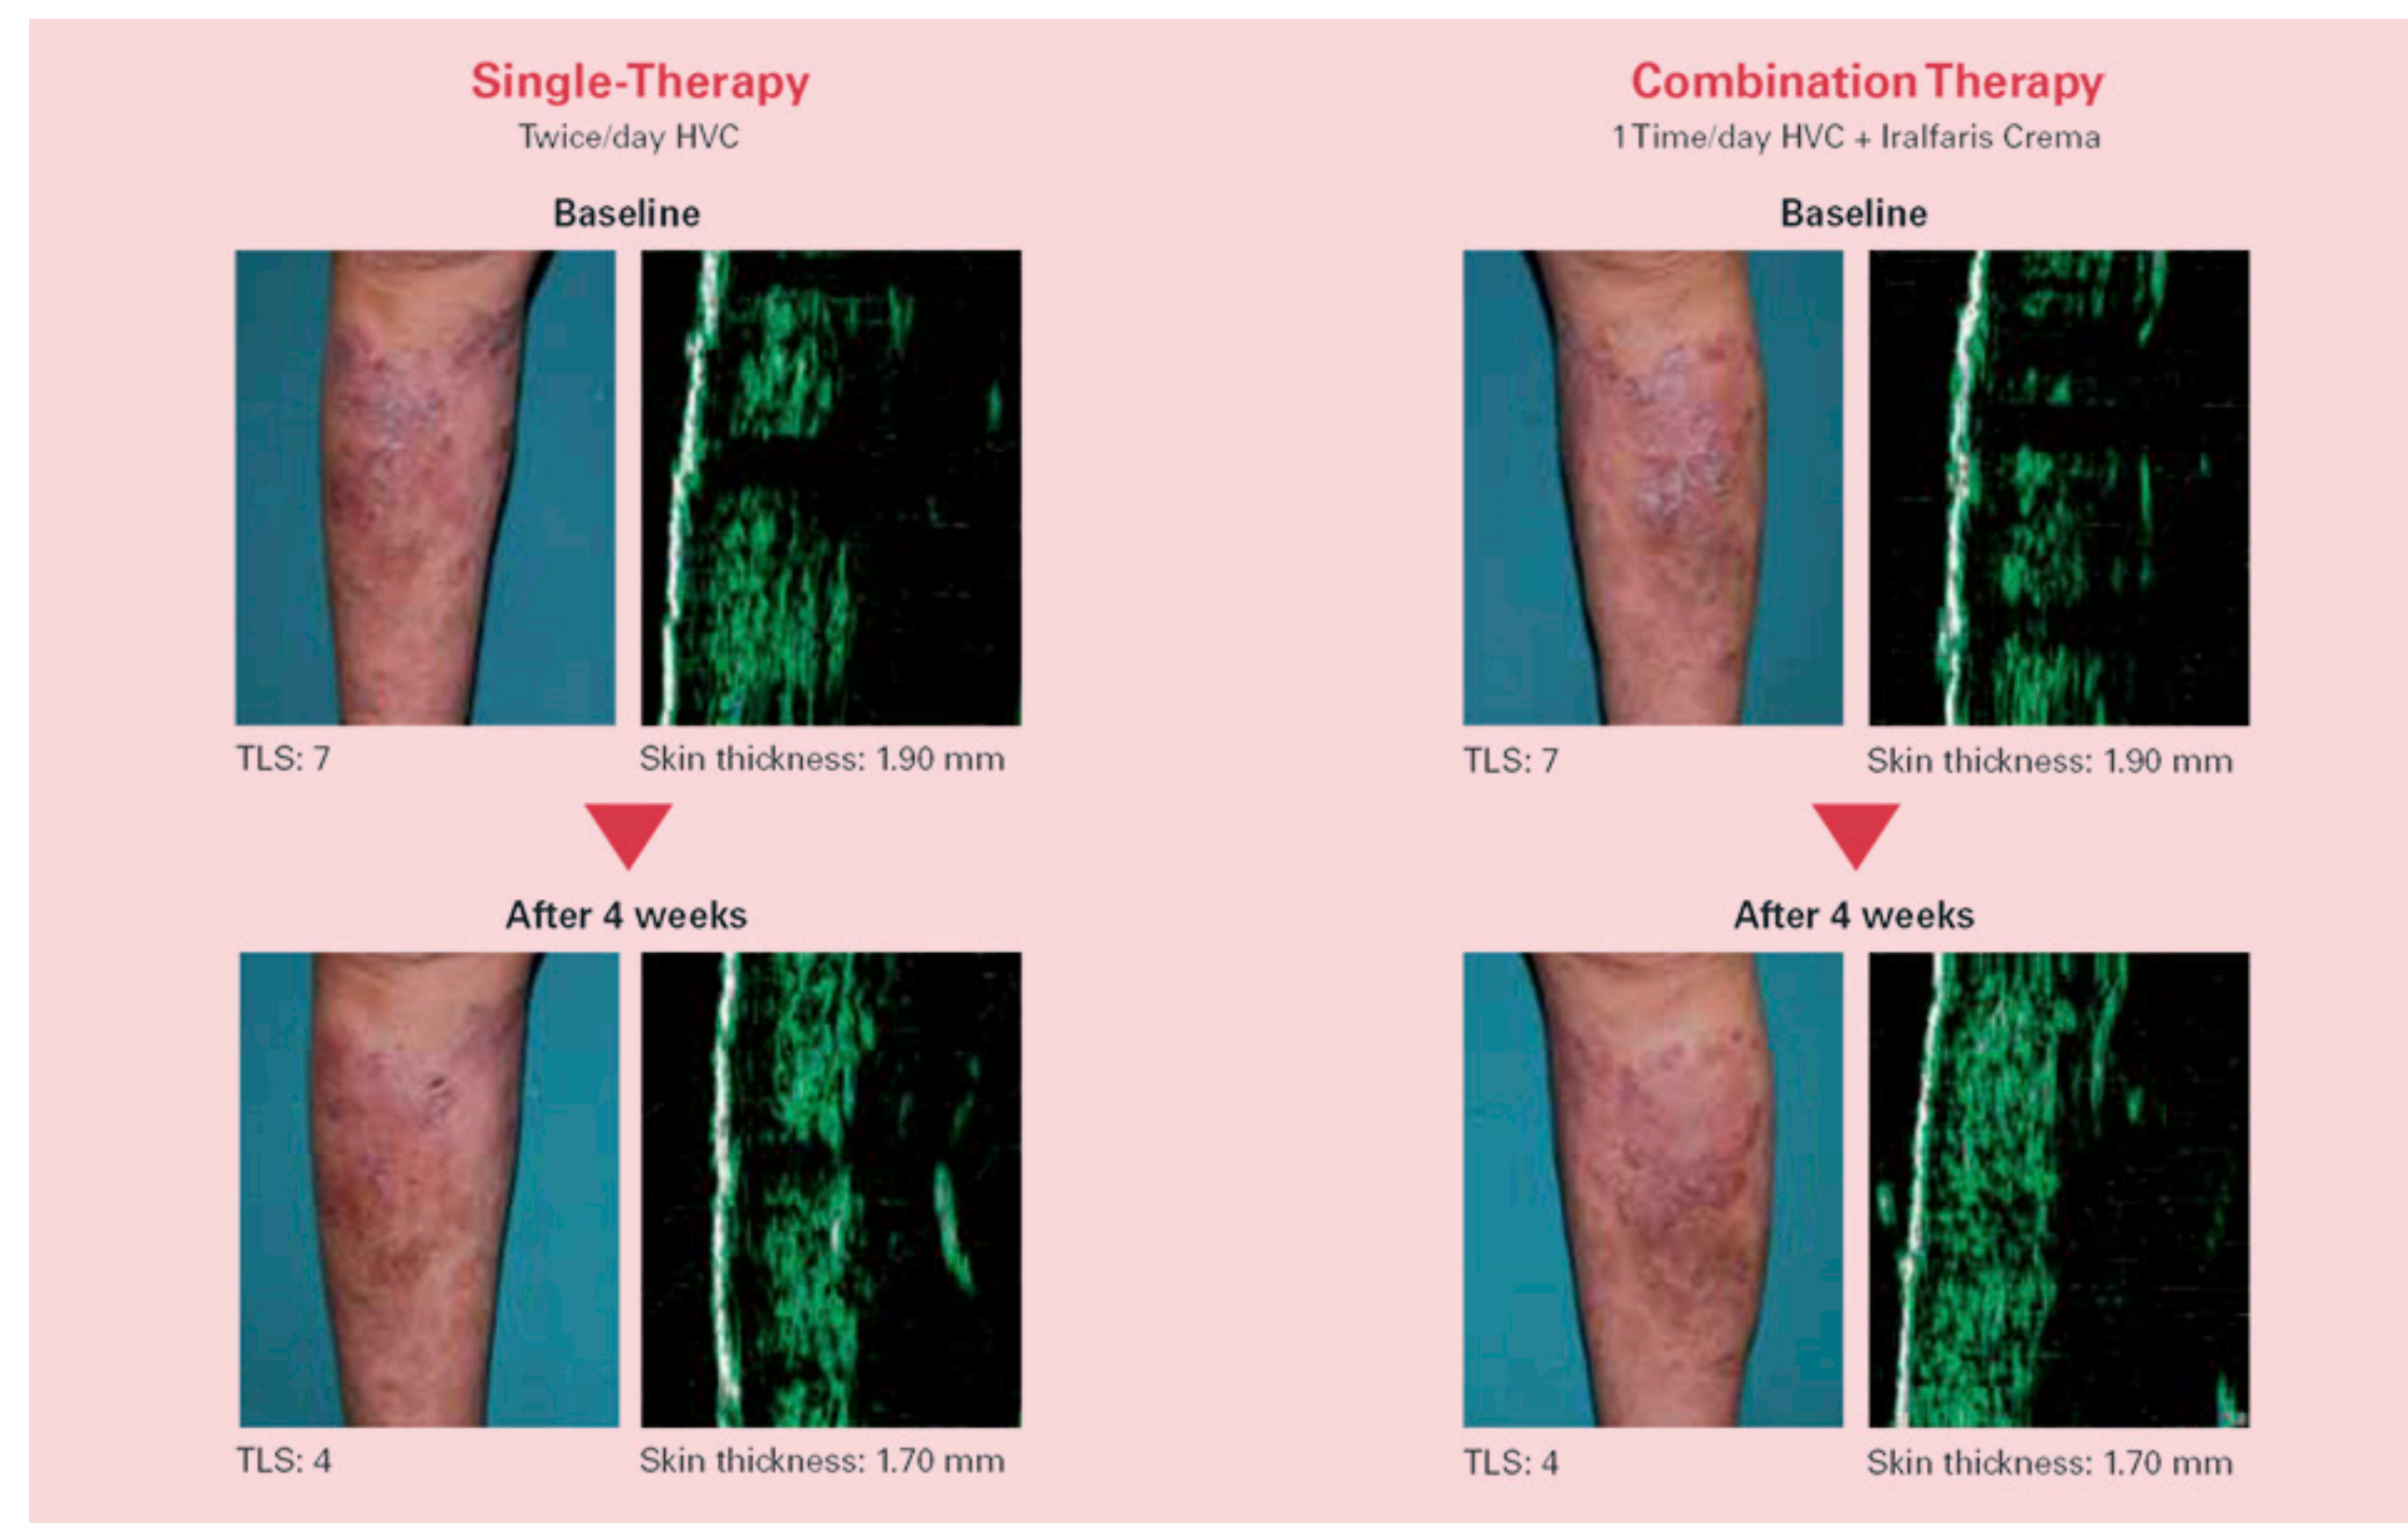 Single-Therapy
Twice/day HVC
Baseline
TLS: 7
Skin thickness: 1.90 mm
After 4 weeks
TLS: 4
Skin thickness: 1.70 mm
Combination Therapy
1 Time/day HVC + Iralfaris Crema
Baseline
TLS: 7
Skin thickness: 1.90 mm
After 4 weeks
TLS: 4
Skin thickness: 1.70 mm